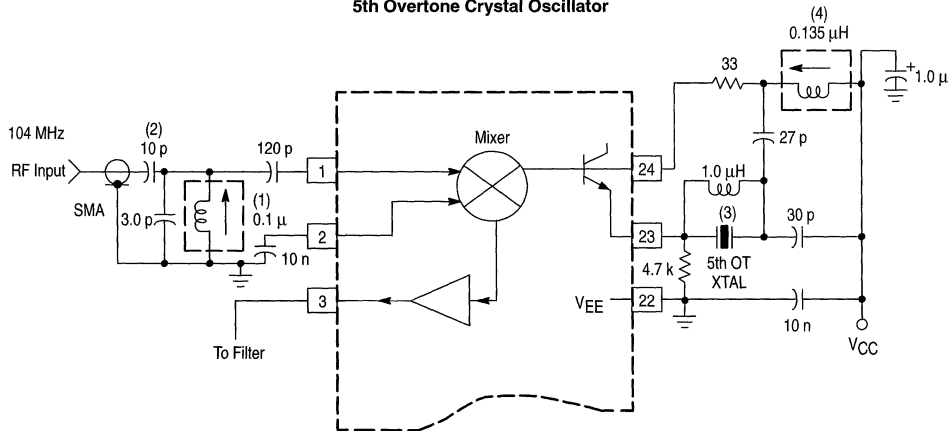 5th Overtone Crystal Oscillator
(4)
0.135 μH
33
+
1.0 μ
104 MHz
(2)
10 p
120 p
Mixer
27 p
RF Input
1
24
1.0 μH
SMA
3.0 p
(1)
0.1 μ
2
10 n
23
(3)
30 p
4.7 k
5th OT
XTAL
3
VEE
22
10 n
To Filter
VCC